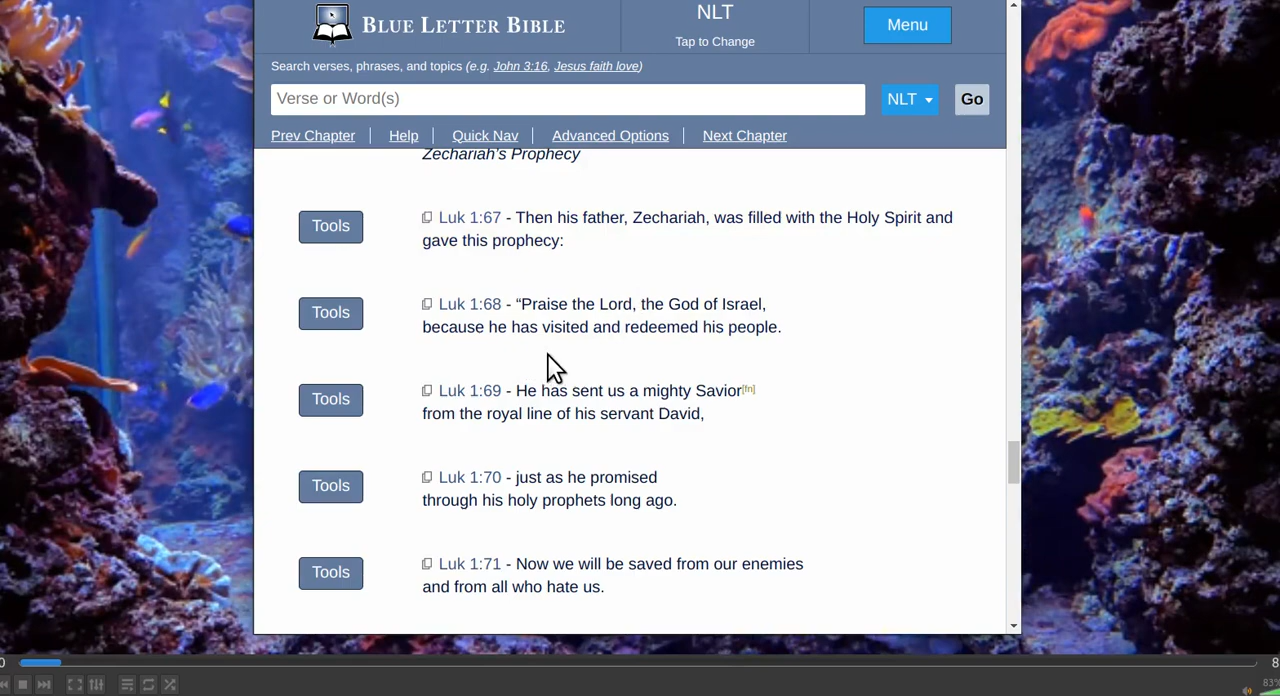 BLUE LETTER BIBLE
NLT
Tap to Change
Menu
Search verses, phrases, and topics (e.g. John 3:16, Jesus faith love)
Verse or Word(s)
NLT
Go
Prev Chapter
Help
Quick Nav
Advanced Options
Next Chapter
Zechariah's Prophecy
Tools
Luk 1:67 - Then his father, Zechariah, was filled with the Holy Spirit and
gave this prophecy:
Tools
Luk 1:68 - “Praise the Lord, the God of Israel,
because he has visited and redeemed his people.
Tools
Luk 1:69 - He has sent us a mighty Savior[fn]
from the royal line of his servant David,
Tools
Luk 1:70 - just as he promised
through his holy prophets long ago.
Tools
Luk 1:71 - Now we will be saved from our enemies
and from all who hate us.
0
8
83%